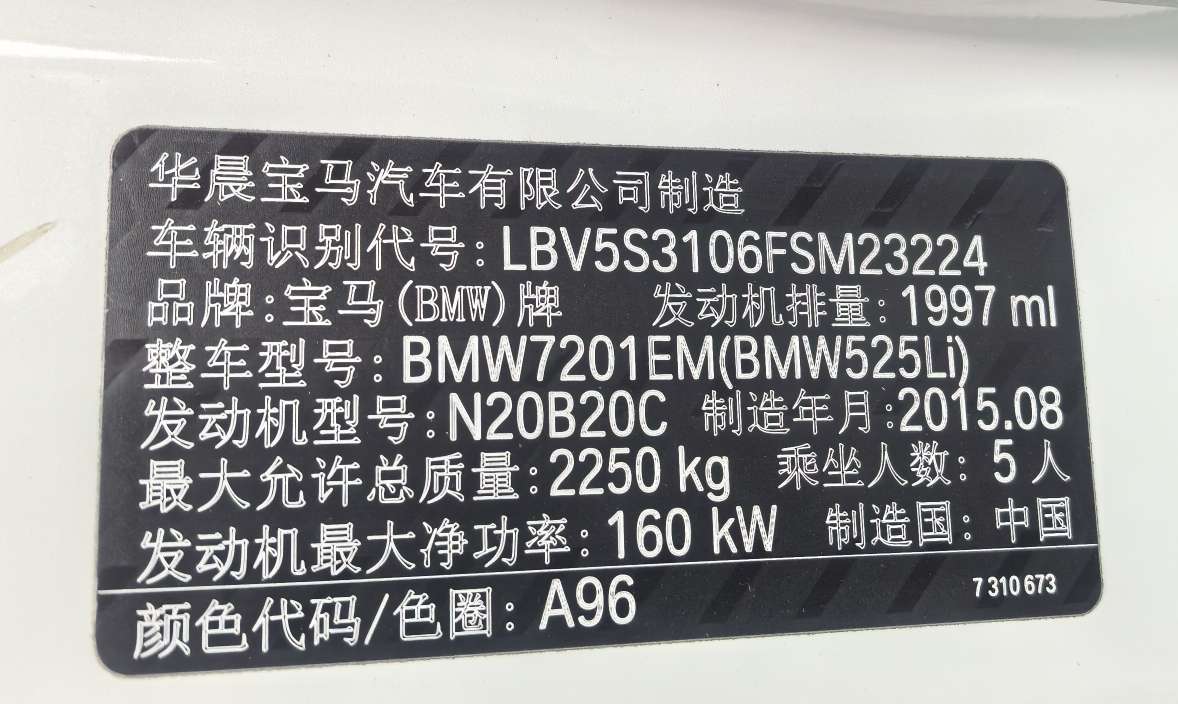 华晨宝马汽车有限公司制造
车辆识别代号:LBV5S3106FSM23224
品牌:宝马(BMW)牌 发动机排量:1997 ml
整车型号:BMW7201EM(BMW525Li)
发动机型号:N20B20C 制造年月:2015.08
最大允许总质量:2250 kg 乘坐人数:5 人
发动机最大净功率:160 kW 制造国:中国
颜色代码/色圈:A96 7 310 673